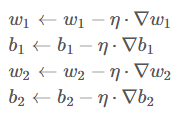 w₁ ← w₁ − η · ∇w₁
b₁ ← b₁ − η · ∇b₁
w₂ ← w₂ − η · ∇w₂
b₂ ← b₂ − η · ∇b₂